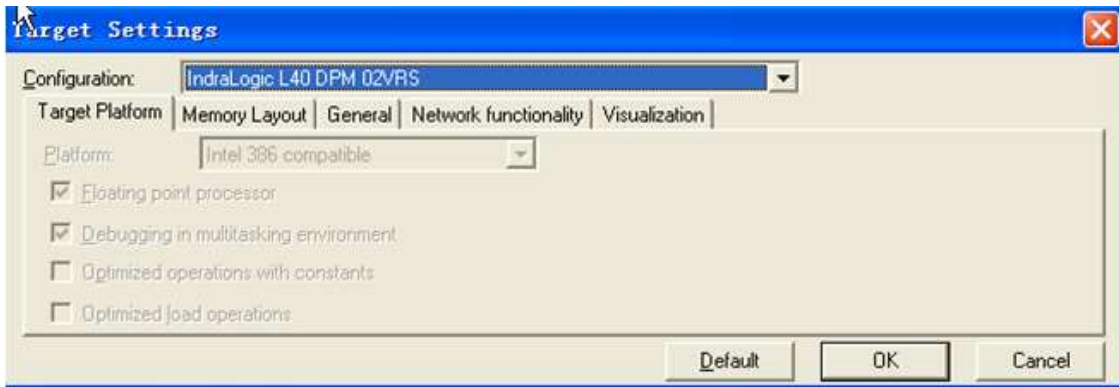 Target Settings
Configuration: IndraLogic L40 DPM 02VRS
Target Platform Memory Layout General Network functionality Visualization
Platform: Intel 386 compatible
Floating point processor
Debugging in multitasking environment
Optimized operations with constants
Optimized load operations
Default OK Cancel